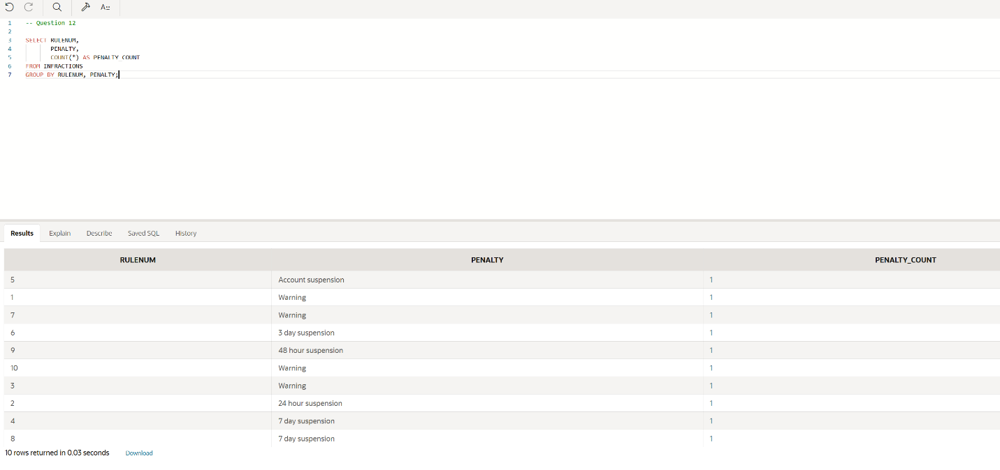 A
1 -- Question 12
2
3 SELECT RULENUM,
4 PENALTY,
5 COUNT(*) AS PENALTY_COUNT
6 FROM INFRACTIONS
7 GROUP BY RULENUM, PENALTY;
Results Explain Describe Saved SQL History
RULENUM PENALTY PENALTY_COUNT
5 Account suspension 1
1 Warning 1
7 Warning 1
6 3 day suspension 1
9 48 hour suspension 1
10 Warning 1
3 Warning 1
2 24 hour suspension 1
4 7 day suspension 1
8 7 day suspension 1
10 rows returned in 0.03 seconds Download